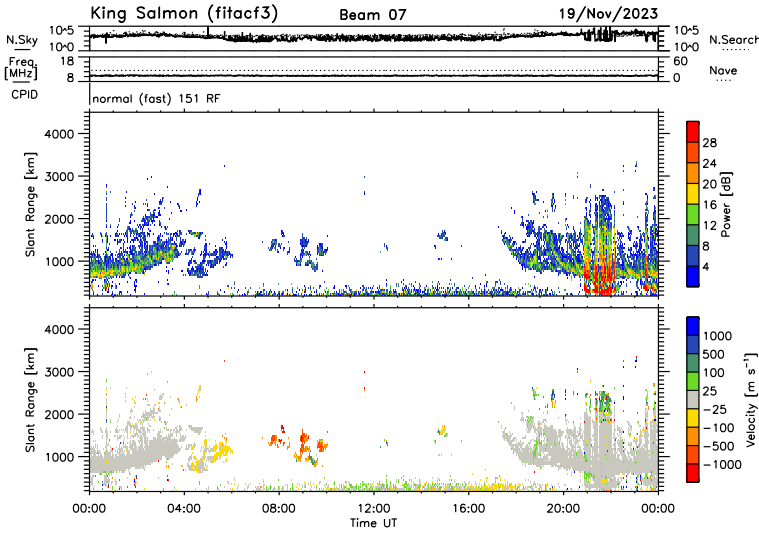 King Salmon (fitacf3) Beam 07 19/Nov/2023
N.Sky 10^5 10^0 10^5 10^0 N.Search
Freq. [MHz] 18 8 60 0 Nave
CPID normal (fast) 151 RF
Slant Range [km] 4000 3000 2000 1000
28 24 20 16 12 8 4 Power [dB]
Slant Range [km] 4000 3000 2000 1000
1000 500 100 25 -25 -100 -500 -1000 Velocity [m s⁻¹]
00:00 04:00 08:00 12:00 16:00 20:00 00:00
Time UT